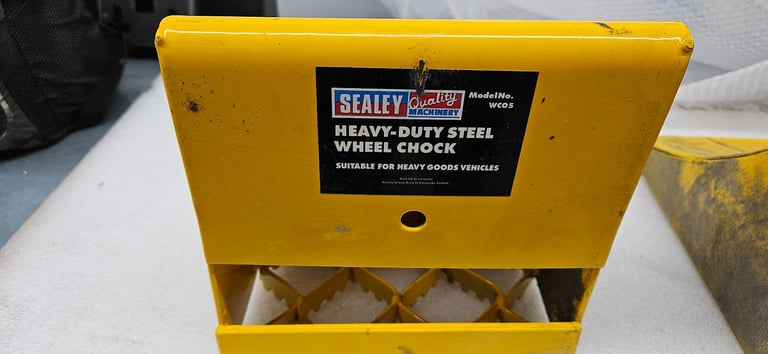 SEALEY Quality MACHINERY
Model No. WC05
HEAVY-DUTY STEEL
WHEEL CHOCK
SUITABLE FOR HEAVY GOODS VEHICLES